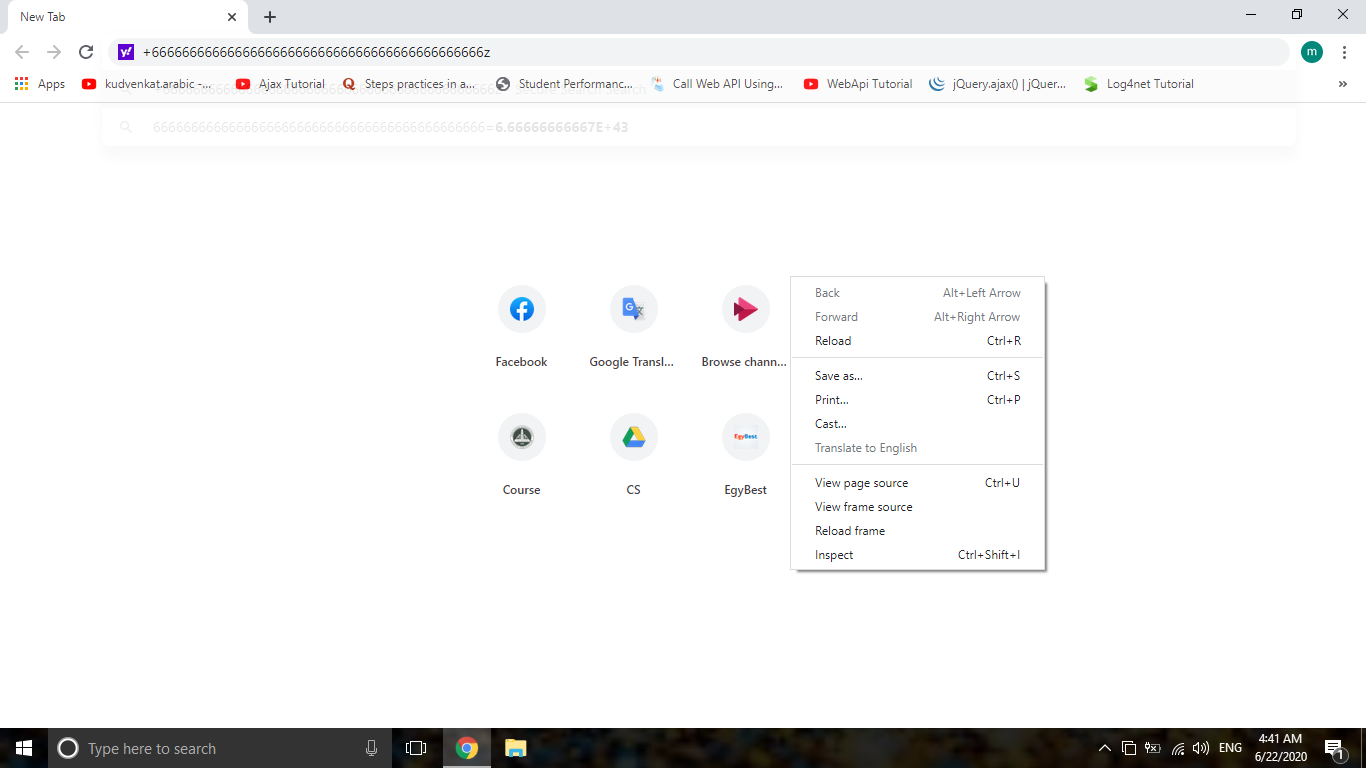 New Tab
+66666666666666666666666666666666666666666666z
m
Apps
kudvenkat.arabic -...
Ajax Tutorial
Steps practices in a...
Student Performanc...
Call Web API Using...
WebApi Tutorial
jQuery.ajax() | jQuer...
Log4net Tutorial
»
66666666666666666666666666666666666666666666=6.66666666667E+43
Facebook
Google Transl...
Browse chann...
EgyBest
Course
CS
EgyBest
Back Alt+Left Arrow
Forward Alt+Right Arrow
Reload Ctrl+R
Save as... Ctrl+S
Print... Ctrl+P
Cast...
Translate to English
View page source Ctrl+U
View frame source
Reload frame
Inspect Ctrl+Shift+I
Type here to search
ENG
4:41 AM
6/22/2020
1